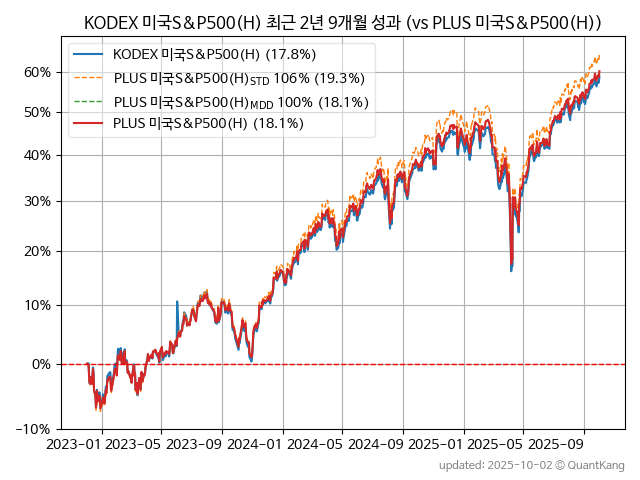 KODEX 미국S&P500(H) 최근 2년 9개월 성과 (vs PLUS 미국S&P500(H))
KODEX 미국S&P500(H) (17.8%)
PLUS 미국S&P500(H)STD 106% (19.3%)
PLUS 미국S&P500(H)MDD 100% (18.1%)
PLUS 미국S&P500(H) (18.1%)
60%
50%
40%
30%
20%
10%
0%
−10%
2023−01 2023−05 2023−09 2024−01 2024−05 2024−09 2025−01 2025−05 2025−09
updated: 2025-10-02 © QuantKang